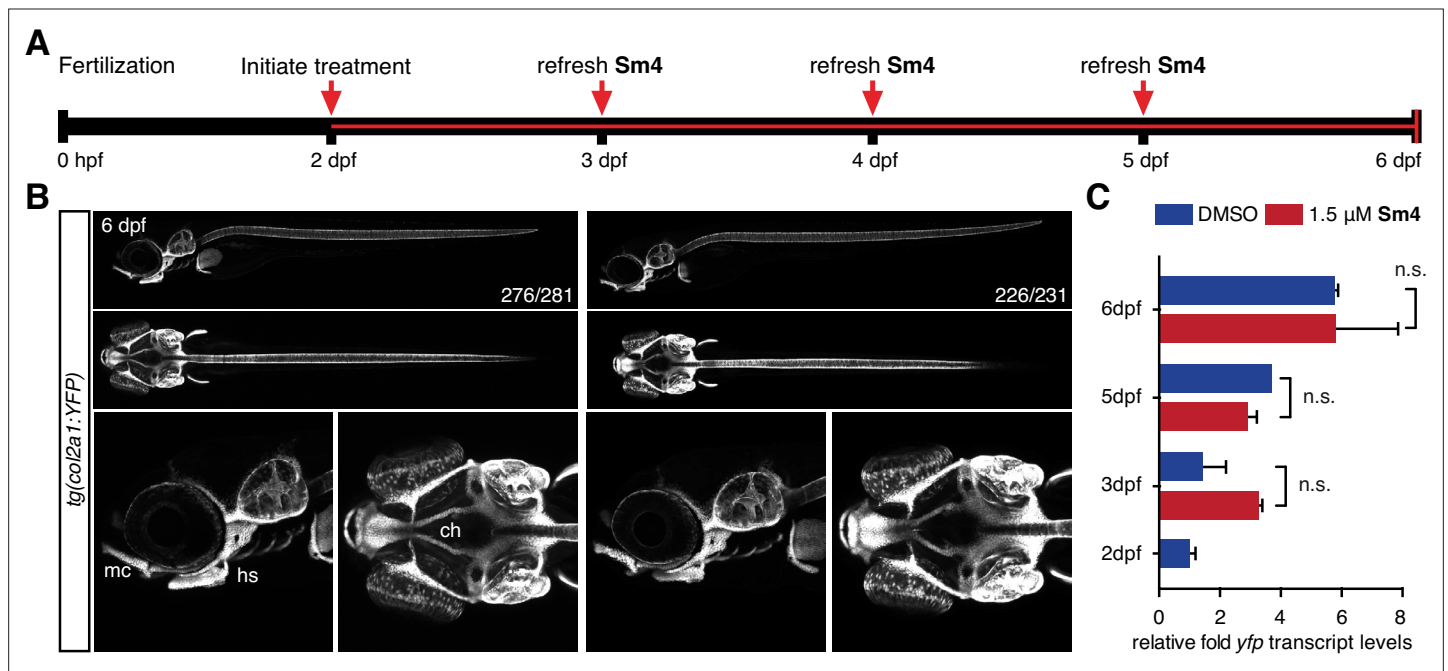 A
Fertilization
Initiate treatment
refresh Sm4
refresh Sm4
refresh Sm4
0 hpf
2 dpf
3 dpf
4 dpf
5 dpf
6 dpf
B
tg(col2a1:YFP)
6 dpf
276/281
226/231
mc
hs
ch
C
DMSO
1.5 µM Sm4
6dpf
n.s.
5dpf
n.s.
3dpf
n.s.
2dpf
0 2 4 6 8
relative fold yfp transcript levels